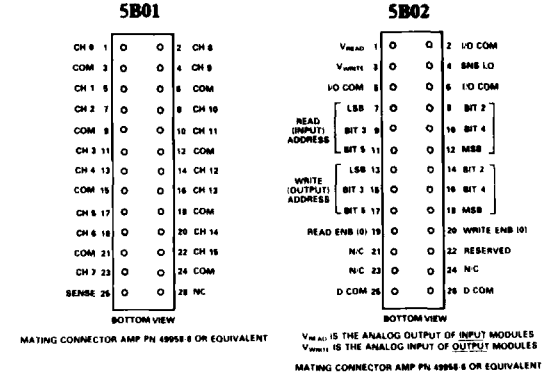 5B01
CH 0 1 2 CH 8
COM 3 4 CH 9
CH 1 5 6 COM
CH 2 7 8 CH 10
COM 9 10 CH 11
CH 3 11 12 COM
CH 4 13 14 CH 12
COM 15 16 CH 13
CH 5 17 18 COM
CH 6 19 20 CH 14
COM 21 22 CH 15
CH 7 23 24 COM
SENSE 25 26 NC
BOTTOM VIEW
MATING CONNECTOR AMP PN 49958-6 OR EQUIVALENT
5B02
VREAD 1 2 I/O COM
VWRITE 3 4 SNS LO
I/O COM 5 6 I/O COM
READ (INPUT) ADDRESS
LSB 7 8 BIT 2
BIT 3 9 10 BIT 4
BIT 5 11 12 MSB
WRITE (OUTPUT) ADDRESS
LSB 13 14 BIT 2
BIT 3 15 16 BIT 4
BIT 5 17 18 MSB
READ ENB (0) 19 20 WRITE ENB (0)
N/C 21 22 RESERVED
N/C 23 24 N/C
D COM 25 26 D COM
BOTTOM VIEW
VREAD IS THE ANALOG OUTPUT OF INPUT MODULES
VWRITE IS THE ANALOG INPUT OF OUTPUT MODULES
MATING CONNECTOR AMP PN 49958-6 OR EQUIVALENT